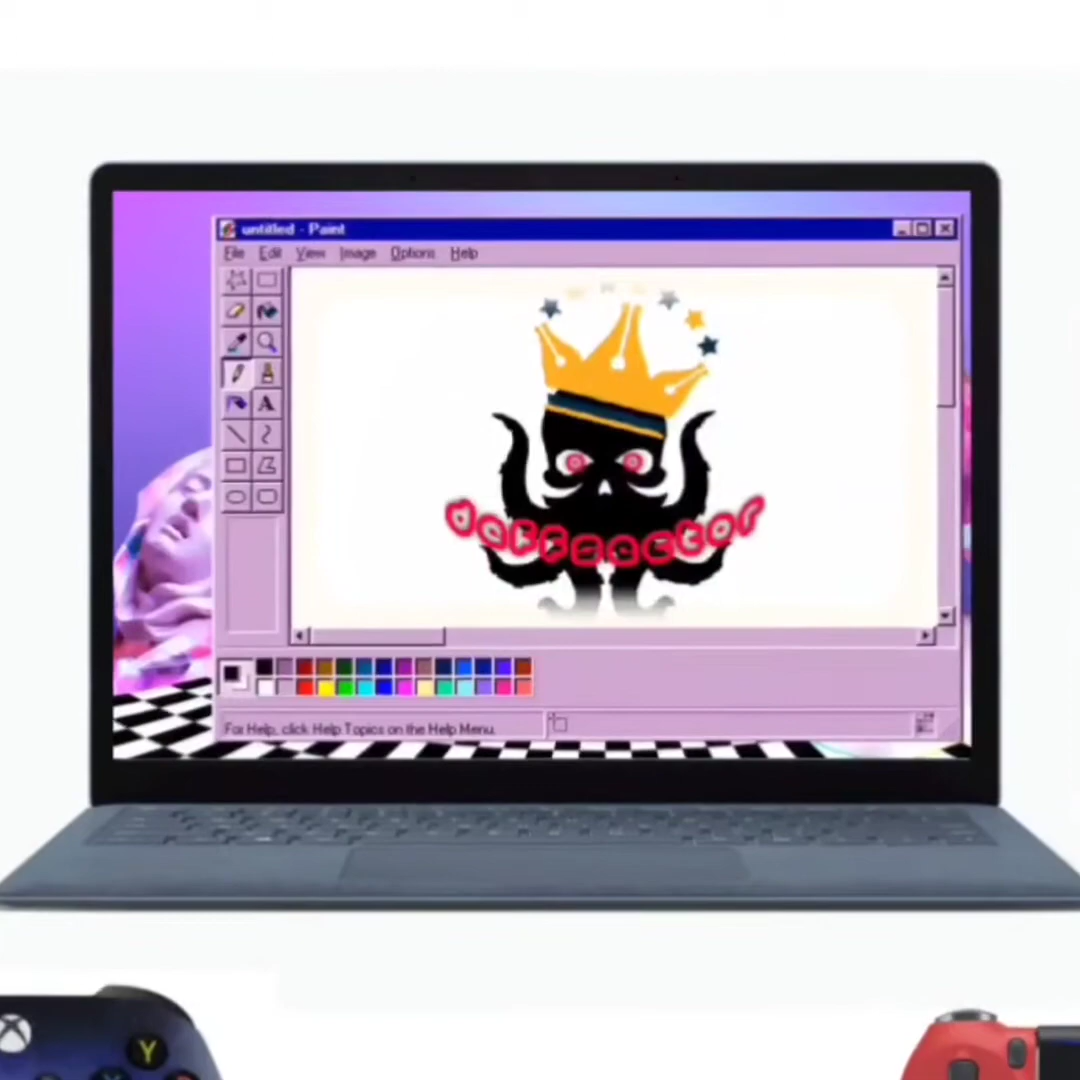 untitled - Paint
File Edit View Image Options Help
A
For Help, click Help Topics on the Help Menu.
Y